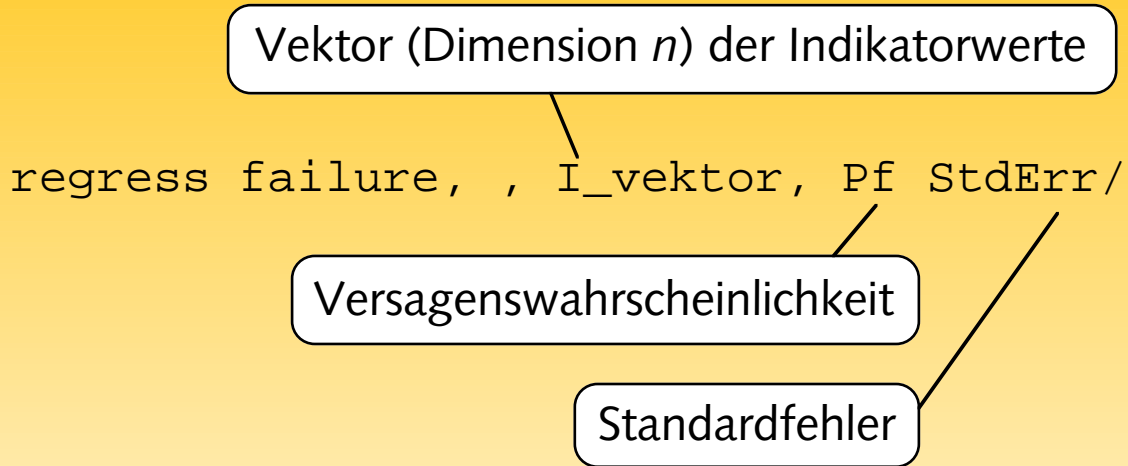 Vektor (Dimension n) der Indikatorwerte
regress failure, , I_vektor, Pf StdErr/
Versagenswahrscheinlichkeit
Standardfehler